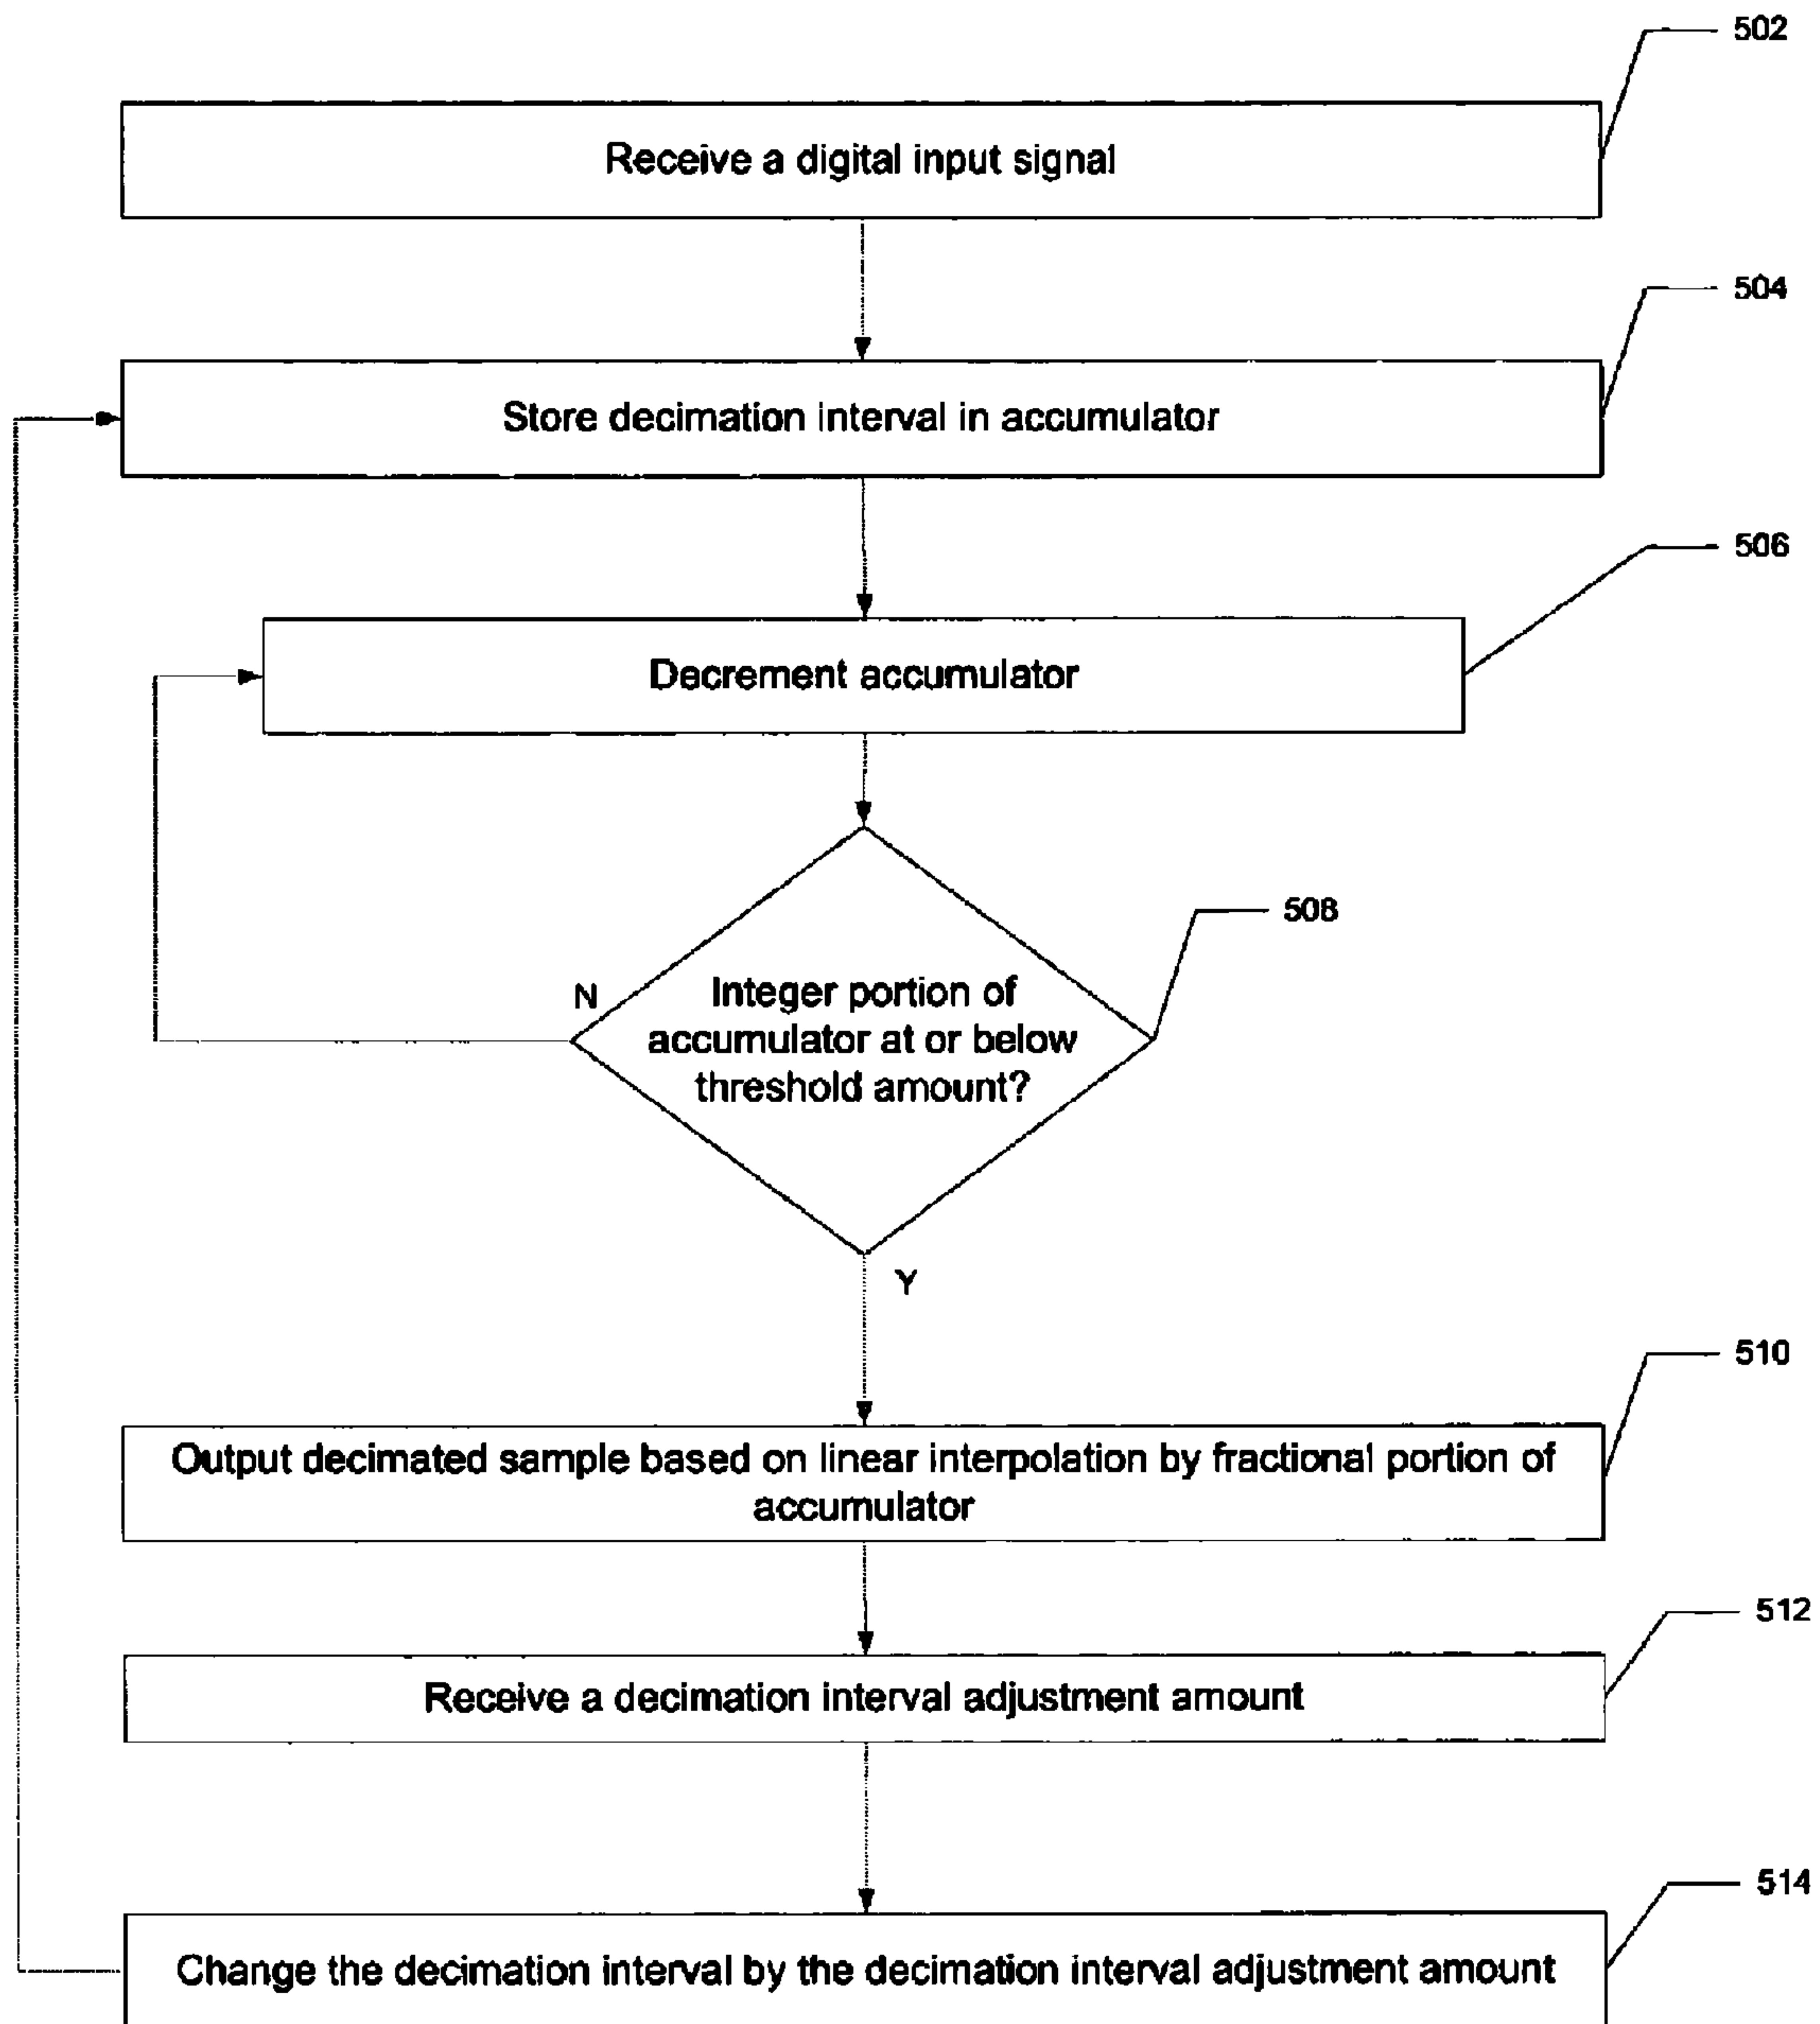 502
Receive a digital input signal
504
Store decimation interval in accumulator
506
Decrement accumulator
508
N
Integer portion of
accumulator at or below
threshold amount?
Y
510
Output decimated sample based on linear interpolation by fractional portion of
accumulator
512
Receive a decimation interval adjustment amount
514
Change the decimation interval by the decimation interval adjustment amount